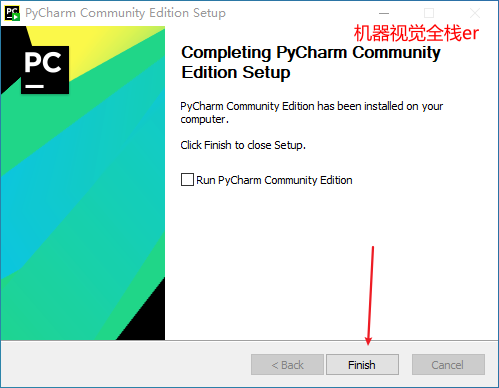 PyCharm Community Edition Setup
机器视觉全栈er
PC
Completing PyCharm Community
Edition Setup
PyCharm Community Edition has been installed on your
computer.
Click Finish to close Setup.
Run PyCharm Community Edition
< Back
Finish
Cancel